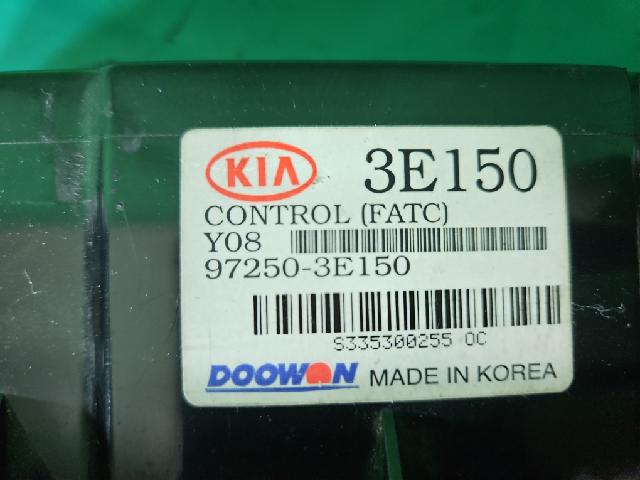 KIA 3E150
CONTROL (FATC)
Y08
97250-3E150
S335300255 0C
DOOWON MADE IN KOREA